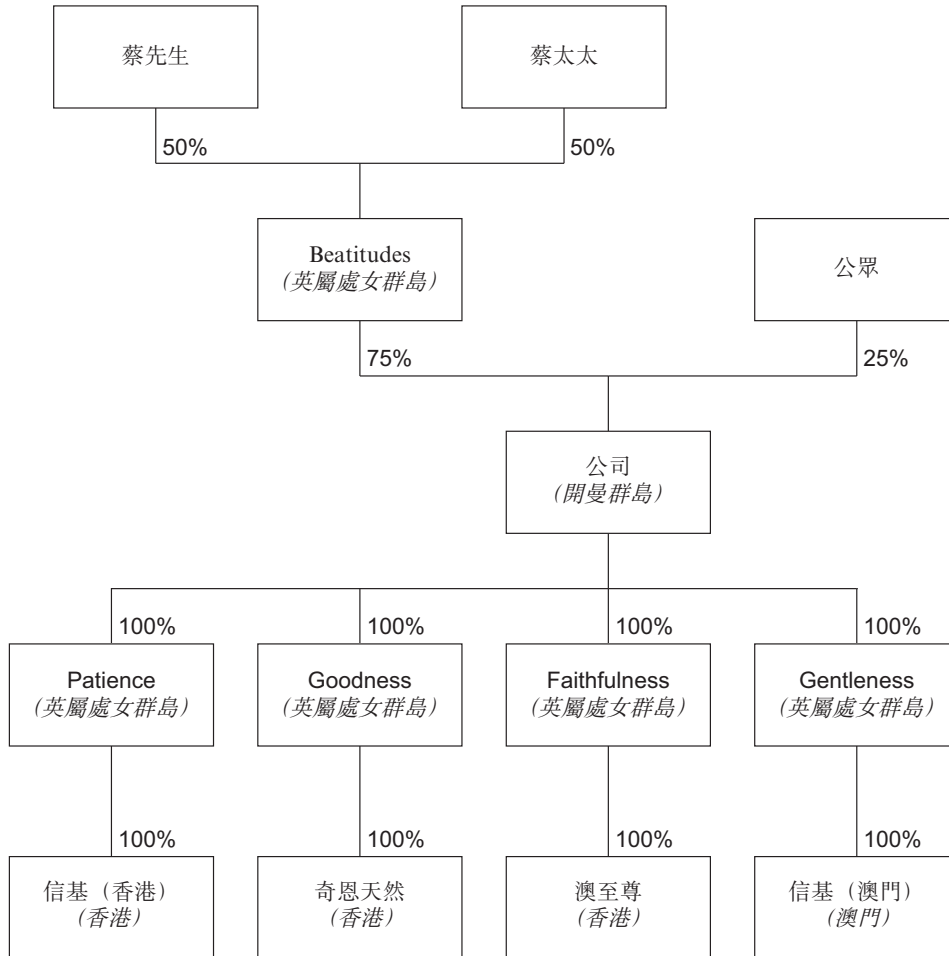 蔡先生
蔡太太
50%
50%
Beatitudes
(英屬處女群島)
公眾
75%
25%
公司
(開曼群島)
100%
100%
100%
100%
Patience
(英屬處女群島)
Goodness
(英屬處女群島)
Faithfulness
(英屬處女群島)
Gentleness
(英屬處女群島)
100%
100%
100%
100%
信基（香港）
(香港)
奇恩天然
(香港)
澳至尊
(香港)
信基（澳門）
(澳門)